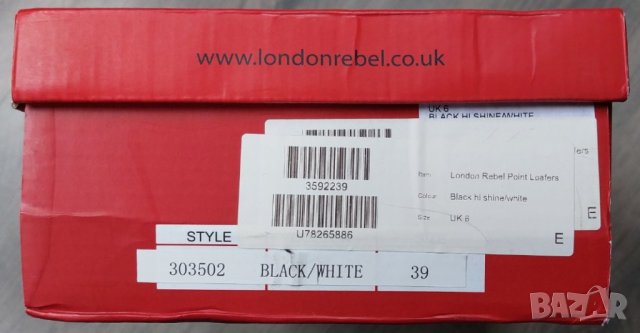 www.londonrebel.co.uk
UK 6
BLACK HI SHINE/WHITE
3592239
U78265886
Item London Rebel Point Loafers
Colour Black hi shine/white
Size UK 6
E
E
STYLE
303502 BLACK/WHITE 39
BAZAR